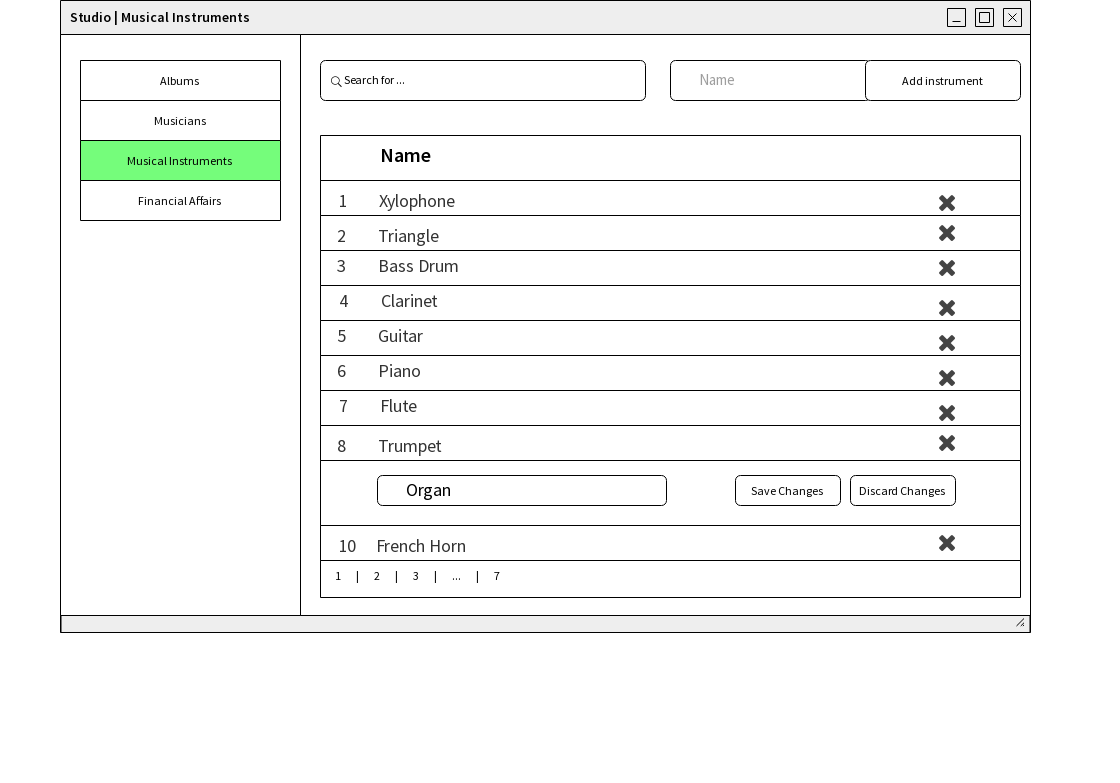 Studio | Musical Instruments
Albums
Musicians
Musical Instruments
Financial Affairs
Search for ...
Name
Add instrument
Name
1 Xylophone
2 Triangle
3 Bass Drum
4 Clarinet
5 Guitar
6 Piano
7 Flute
8 Trumpet
Organ Save Changes Discard Changes
10 French Horn
1 | 2 | 3 | ... | 7